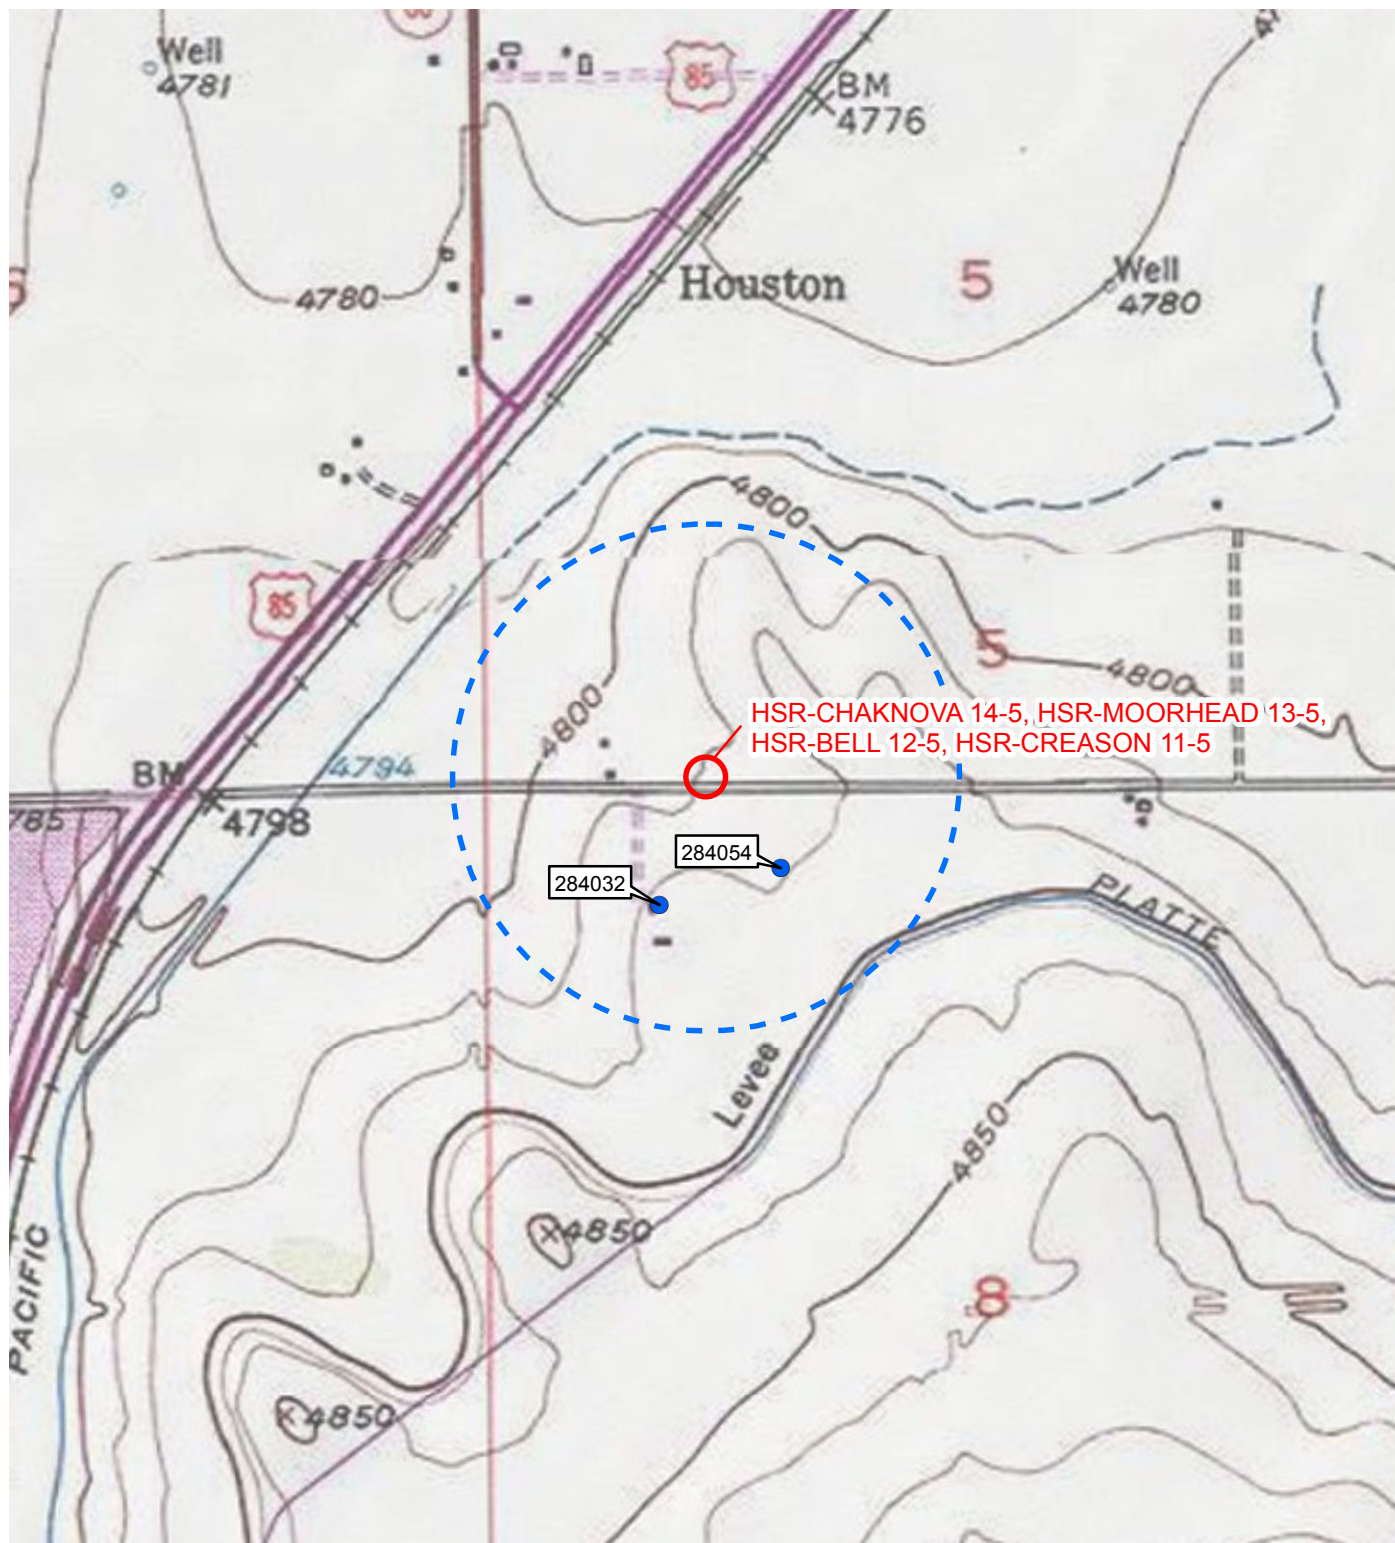 Well
4781
85
BM
4776
Houston
5
Well
4780
4780
4800
85
5
4800
4800
HSR-CHAKNOVA 14-5, HSR-MOORHEAD 13-5,
HSR-BELL 12-5, HSR-CREASON 11-5
BM
4794
785
4798
284054
284032
PLATTE
Levee
4850
4850
PACIFIC
8
4850